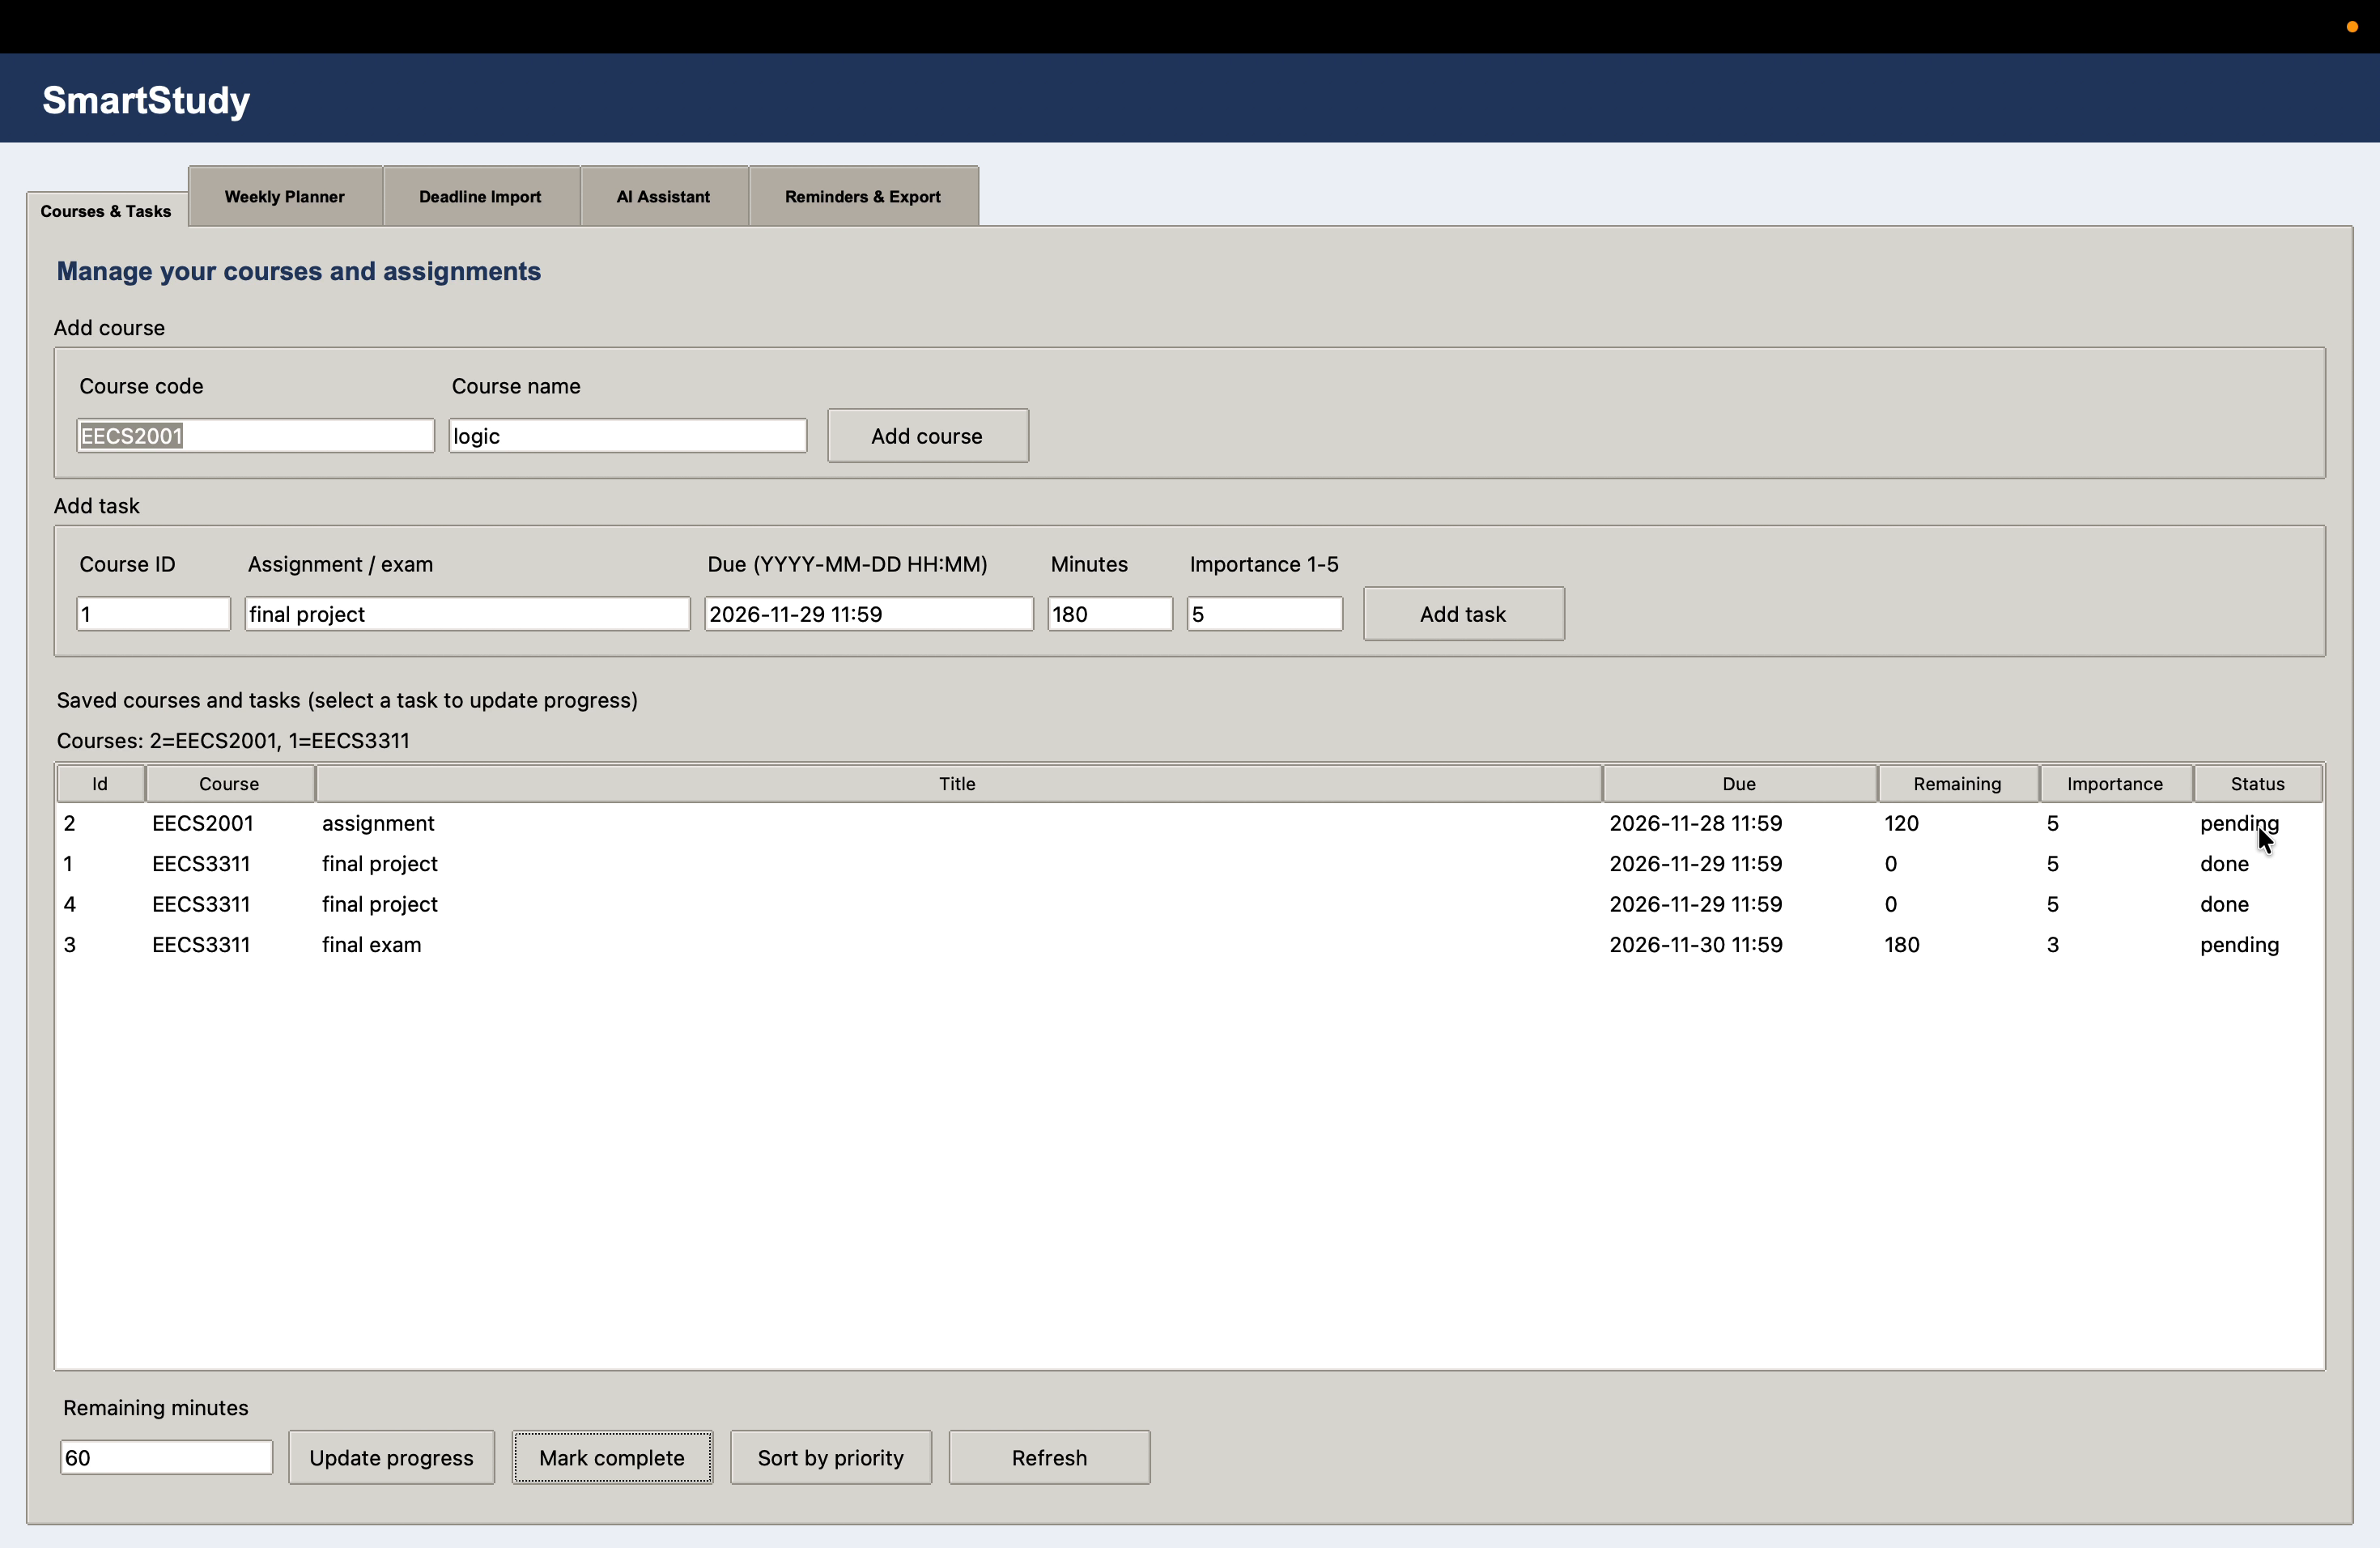 SmartStudy
Courses & Tasks Weekly Planner Deadline Import AI Assistant Reminders & Export
Manage your courses and assignments
Add course
Course code Course name
EECS2001 logic Add course
Add task
Course ID Assignment / exam Due (YYYY-MM-DD HH:MM) Minutes Importance 1-5
1 final project 2026-11-29 11:59 180 5 Add task
Saved courses and tasks (select a task to update progress)
Courses: 2=EECS2001, 1=EECS3311
Id Course Title Due Remaining Importance Status
2 EECS2001 assignment 2026-11-28 11:59 120 5 pending
1 EECS3311 final project 2026-11-29 11:59 0 5 done
4 EECS3311 final project 2026-11-29 11:59 0 5 done
3 EECS3311 final exam 2026-11-30 11:59 180 3 pending
Remaining minutes
60 Update progress Mark complete Sort by priority Refresh